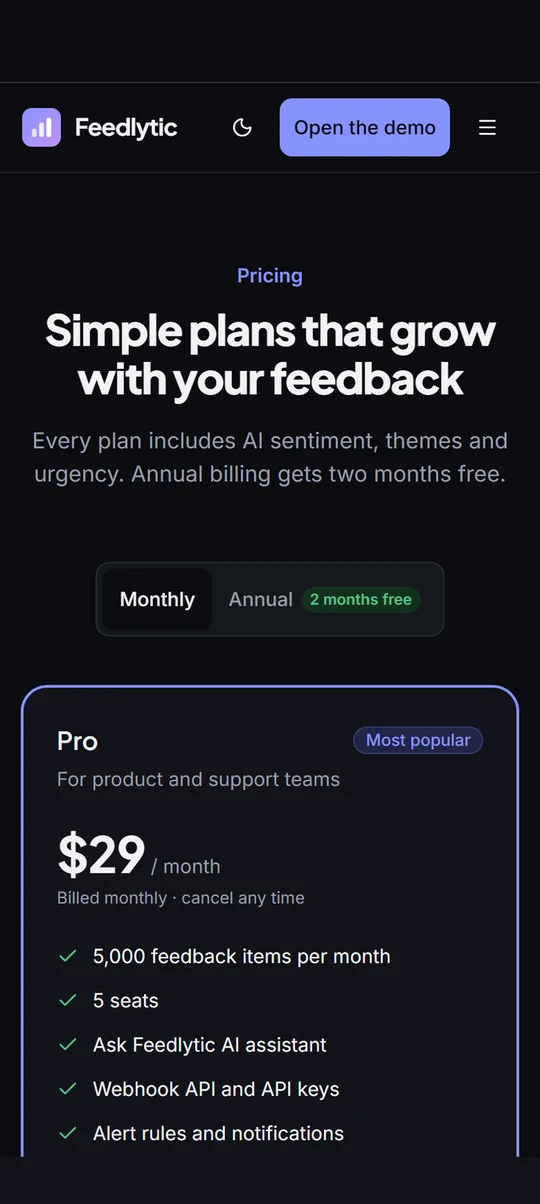 Feedlytic
Open the demo
Pricing
Simple plans that grow
with your feedback
Every plan includes AI sentiment, themes and
urgency. Annual billing gets two months free.
Monthly
Annual
2 months free
Pro
Most popular
For product and support teams
$29 / month
Billed monthly · cancel any time
5,000 feedback items per month
5 seats
Ask Feedlytic AI assistant
Webhook API and API keys
Alert rules and notifications